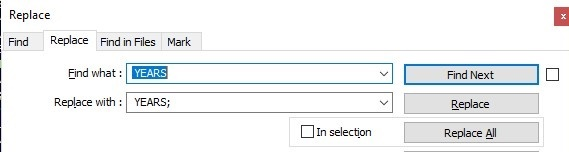 Replace
x
Find Replace Find in Files Mark
Find what : YEARS Find Next
Replace with : YEARS; Replace
In selection Replace All